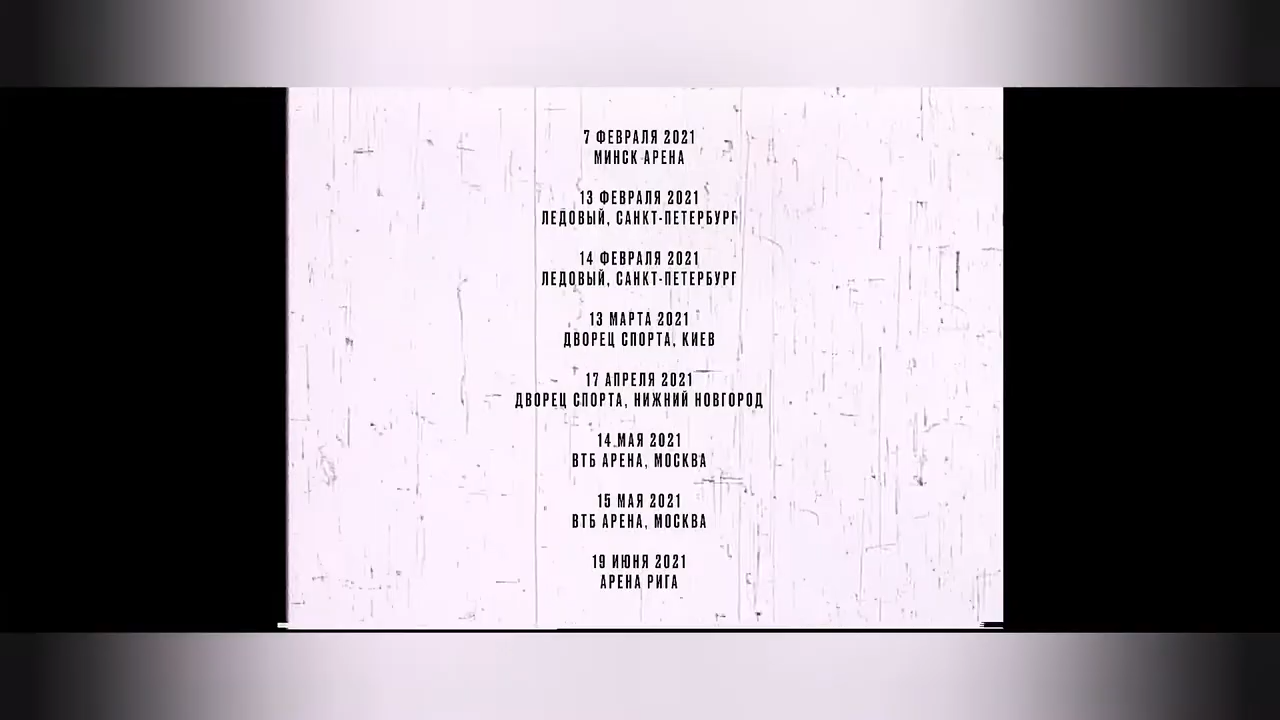 7 ФЕВРАЛЯ 2021
МИНСК АРЕНА
13 ФЕВРАЛЯ 2021
ЛЕДОВЫЙ, САНКТ-ПЕТЕРБУРГ
14 ФЕВРАЛЯ 2021
ЛЕДОВЫЙ, САНКТ-ПЕТЕРБУРГ
13 МАРТА 2021
ДВОРЕЦ СПОРТА, КИЕВ
17 АПРЕЛЯ 2021
ДВОРЕЦ СПОРТА, НИЖНИЙ НОВГОРОД
14 МАЯ 2021
ВТБ АРЕНА, МОСКВА
15 МАЯ 2021
ВТБ АРЕНА, МОСКВА
19 ИЮНЯ 2021
АРЕНА РИГА